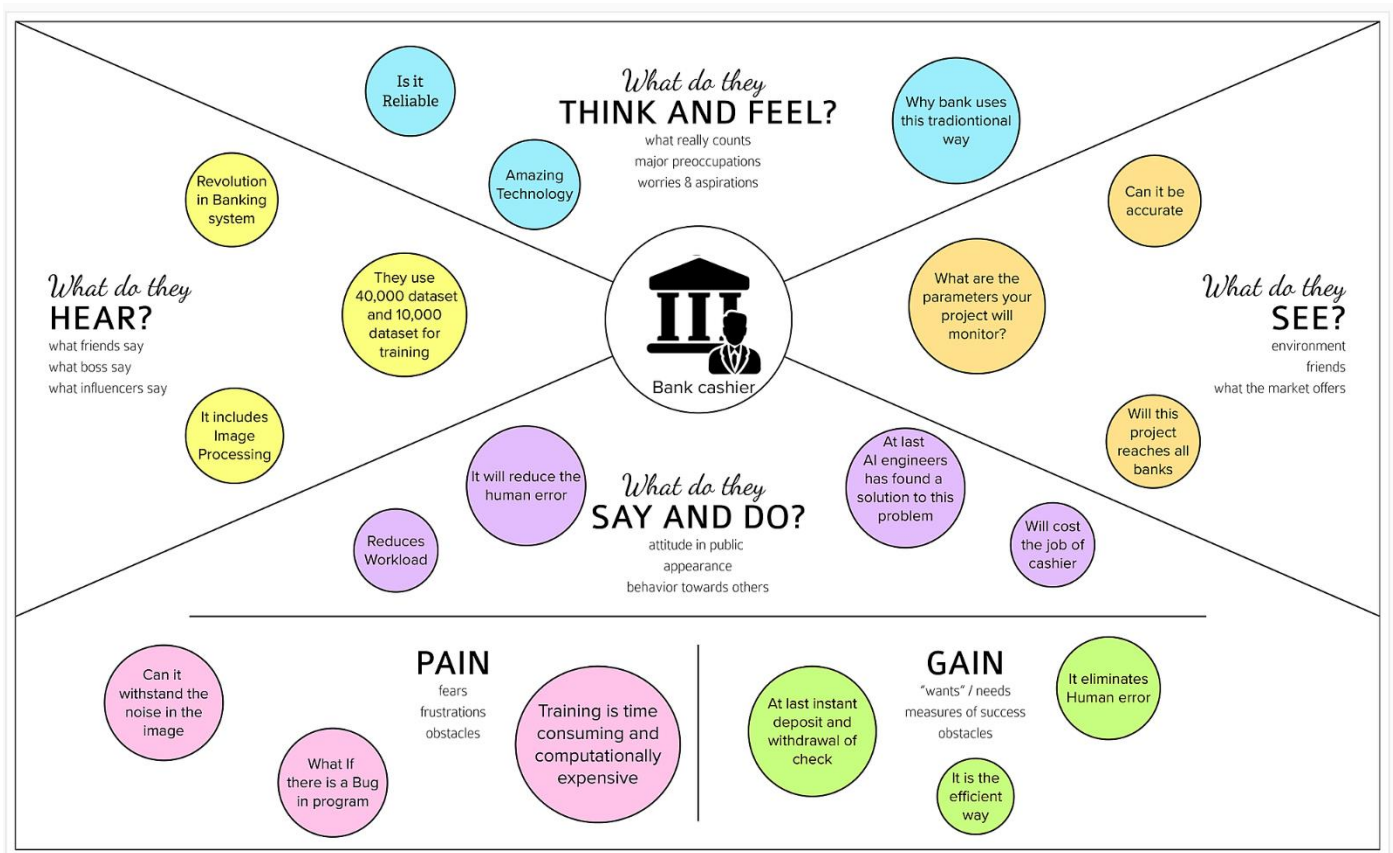 What do they
THINK AND FEEL?
what really counts
major preoccupations
worries & aspirations
Is it
Reliable
Amazing
Technology
Why bank uses
this tradiontional
way
What do they
HEAR?
what friends say
what boss say
what influencers say
Revolution
in Banking
system
They use
40,000 dataset
and 10,000
dataset for
training
It includes
Image
Processing
Bank cashier
What do they
SEE?
environment
friends
what the market offers
Can it be
accurate
What are the
parameters your
project will
monitor?
Will this
project
reaches all
banks
What do they
SAY AND DO?
attitude in public
appearance
behavior towards others
It will reduce the
human error
Reduces
Workload
At last
AI engineers
has found a
solution to this
problem
Will cost
the job of
cashier
PAIN
fears
frustrations
obstacles
Can it
withstand the
noise in the
image
What If
there is a Bug
in program
Training is time
consuming and
computationally
expensive
GAIN
"wants" / needs
measures of success
obstacles
At last instant
deposit and
withdrawal of
check
It is the
efficient
way
It eliminates
Human error